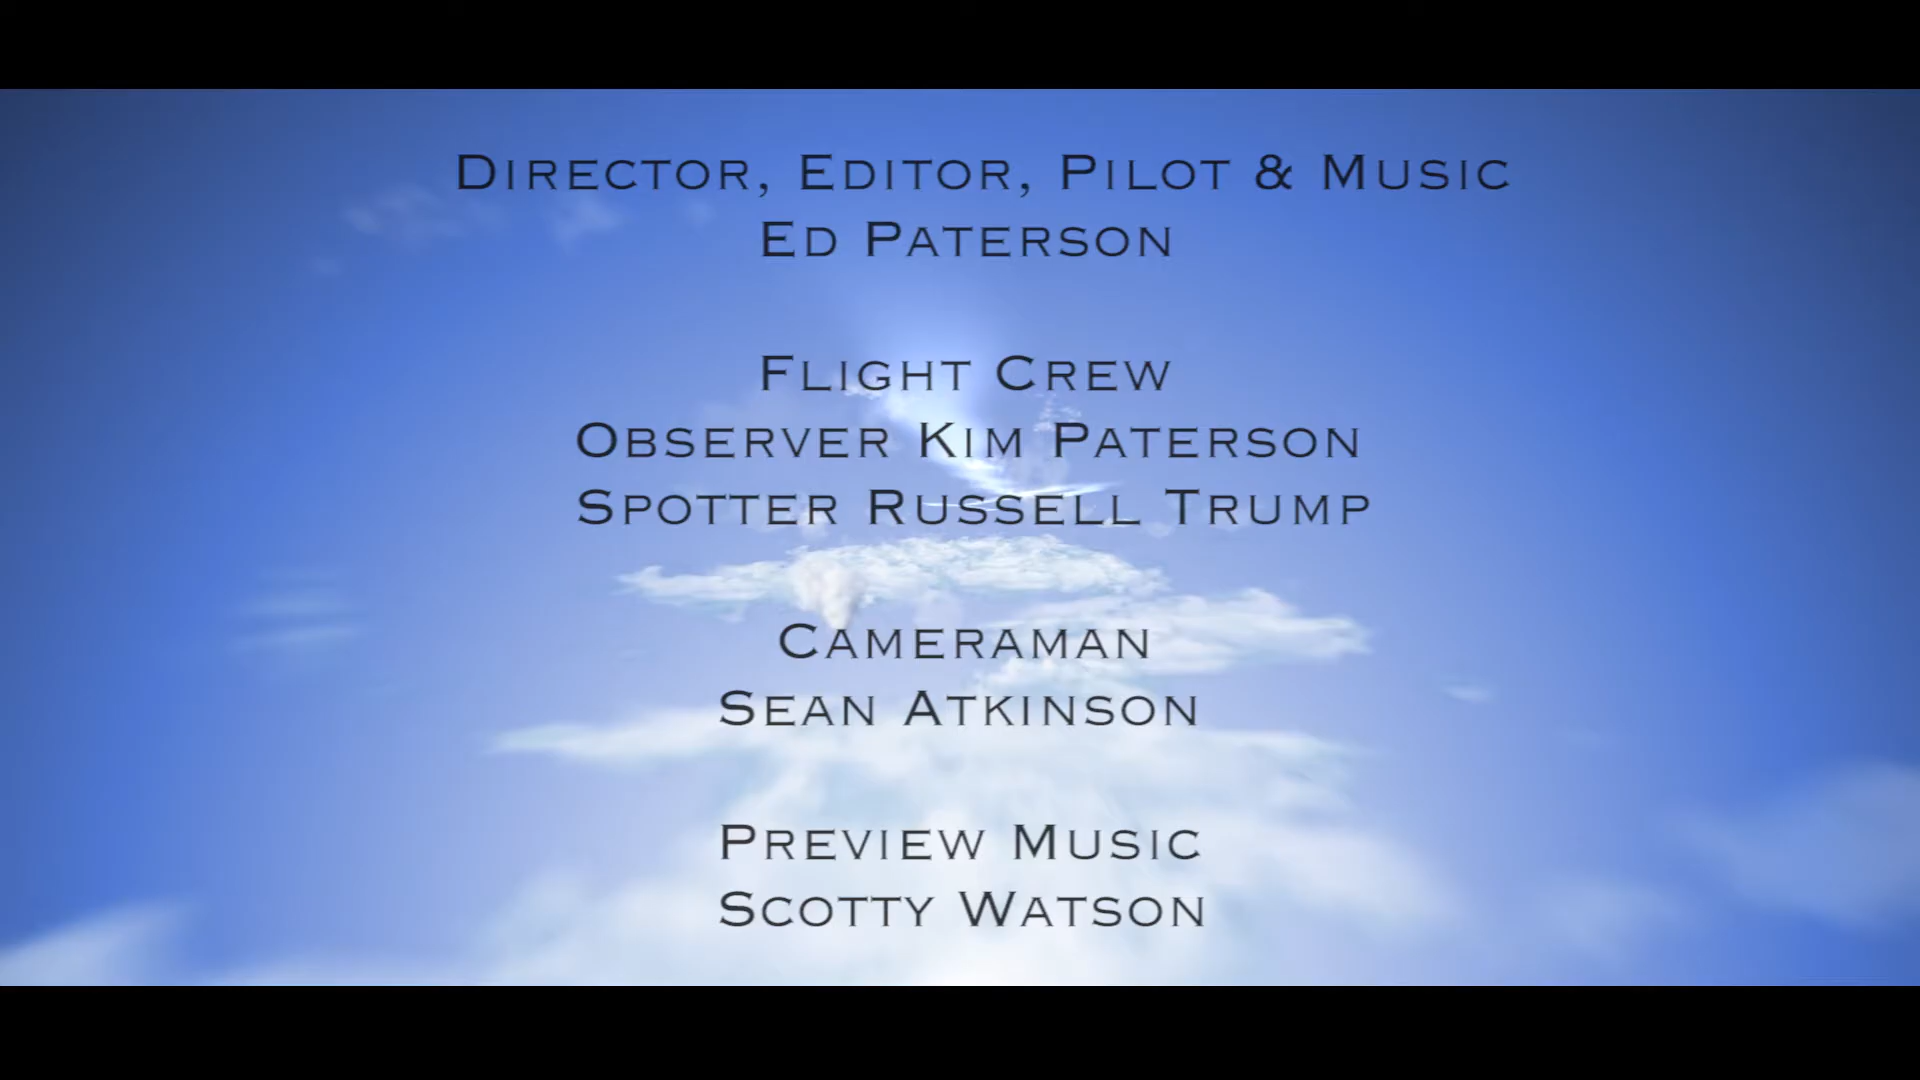 Director, Editor, Pilot & Music
Ed Paterson
Flight Crew
Observer Kim Paterson
Spotter Russell Trump
Cameraman
Sean Atkinson
Preview Music
Scotty Watson